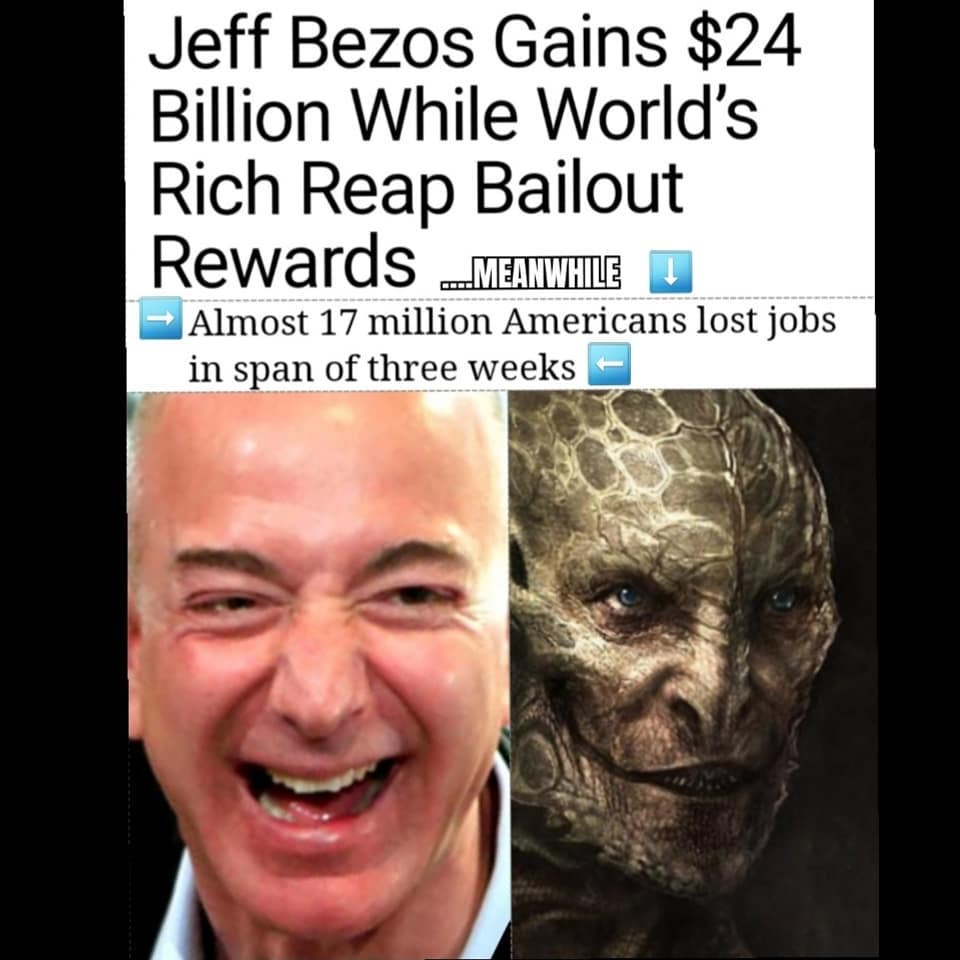 Jeff Bezos Gains $24
Billion While World’s
Rich Reap Bailout
Rewards ....MEANWHILE ⬇️
➡️ Almost 17 million Americans lost jobs
in span of three weeks ⬅️